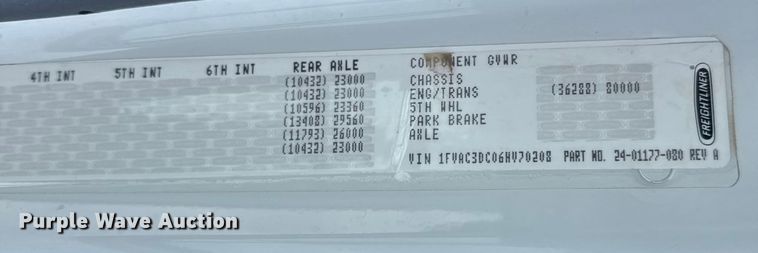 4TH INT 5TH INT 6TH INT REAR AXLE COMPONENT GVWR
(10432) 23000 CHASSIS
(10432) 23000 ENG/TRANS (36288) 80000
(10596) 23360 5TH WHL
(13408) 29560 PARK BRAKE
(11793) 26000 AXLE
(10432) 23000
VIN 1FVAC3DC06HV70208 PART NO. 24-01177-080 REV A
FREIGHTLINER
Purple Wave Auction